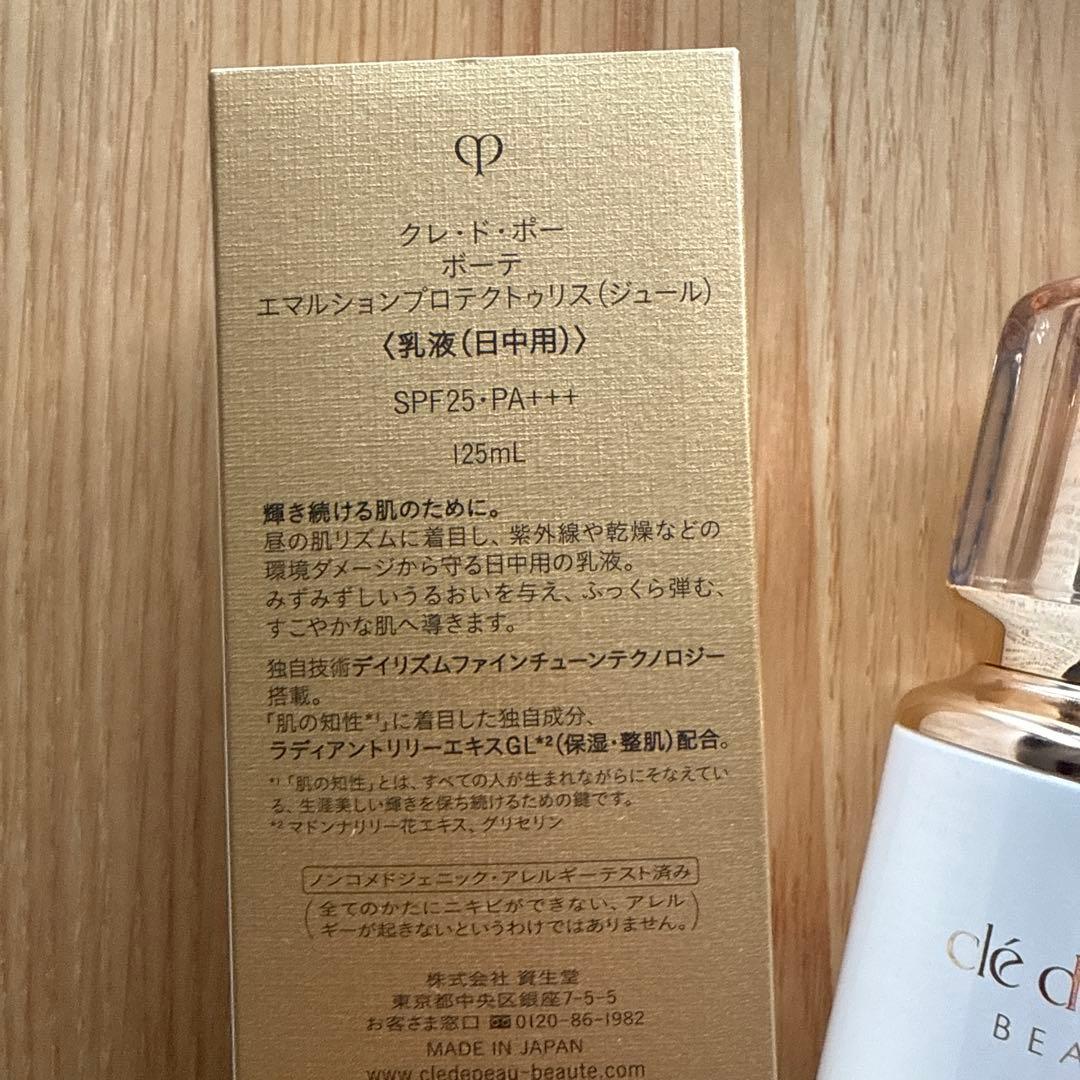 クレ・ド・ポー
ボーテ
エマルションプロテクトゥリス(ジュール)
〈乳液(日中用)〉
SPF25・PA+++
125mL
輝き続ける肌のために。
昼の肌リズムに着目し、紫外線や乾燥などの
環境ダメージから守る日中用の乳液。
みずみずしいうるおいを与え、ふっくら弾む、
すこやかな肌へ導きます。
独自技術デイリズムファインチューンテクノロジー
搭載。
「肌の知性*1」に着目した独自成分、
ラディアントリリーエキスGL*2(保湿・整肌)配合。
*1「肌の知性」とは、すべての人が生まれながらにそなえてい
る、生涯美しい輝きを保ち続けるための鍵です。
*2 マドンナリリー花エキス、グリセリン
ノンコメドジェニック・アレルギーテスト済み
(全てのかたにニキビができない、アレル
ギーが起きないというわけではありません。)
株式会社 資生堂
東京都中央区銀座7-5-5
お客さま窓口 0120-86-1982
MADE IN JAPAN
www.cledepeau-beaute.com
clé d
BEA